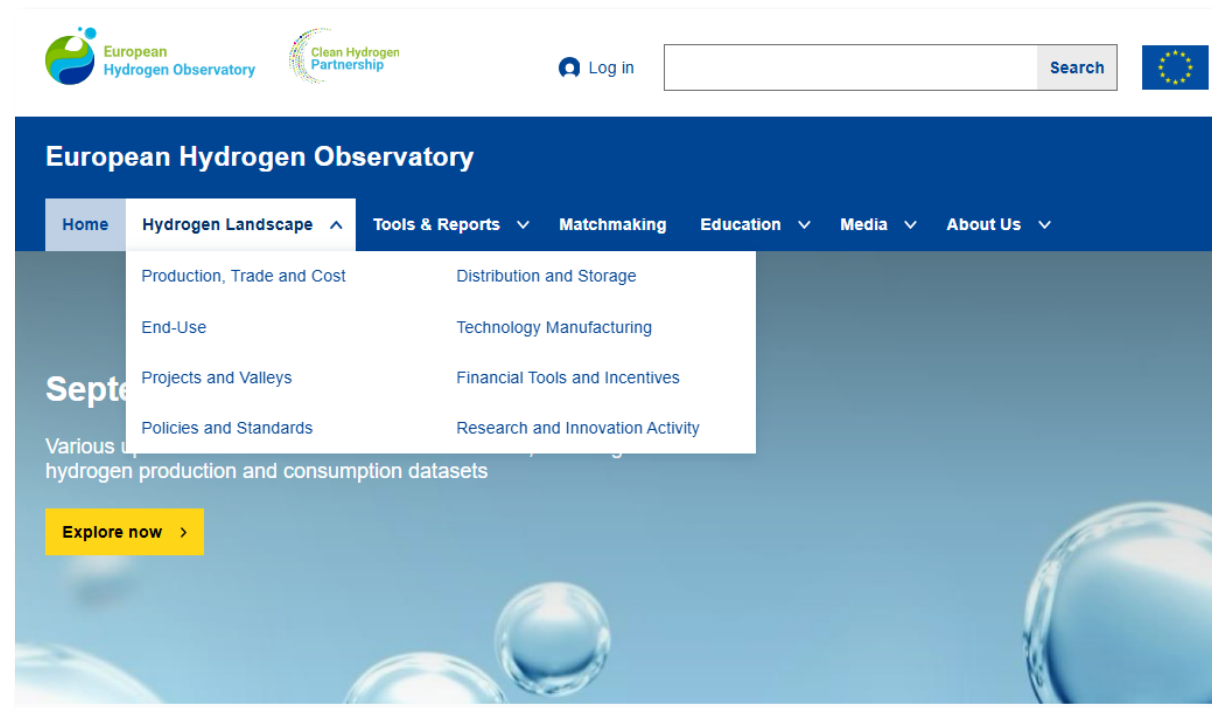 European
Hydrogen Observatory
Clean Hydrogen
Partnership
Log in
Search
European Hydrogen Observatory
Home Hydrogen Landscape Tools & Reports Matchmaking Education Media About Us
Production, Trade and Cost Distribution and Storage
End-Use Technology Manufacturing
Projects and Valleys Financial Tools and Incentives
Policies and Standards Research and Innovation Activity
Various
hydrogen production and consumption datasets
Explore now